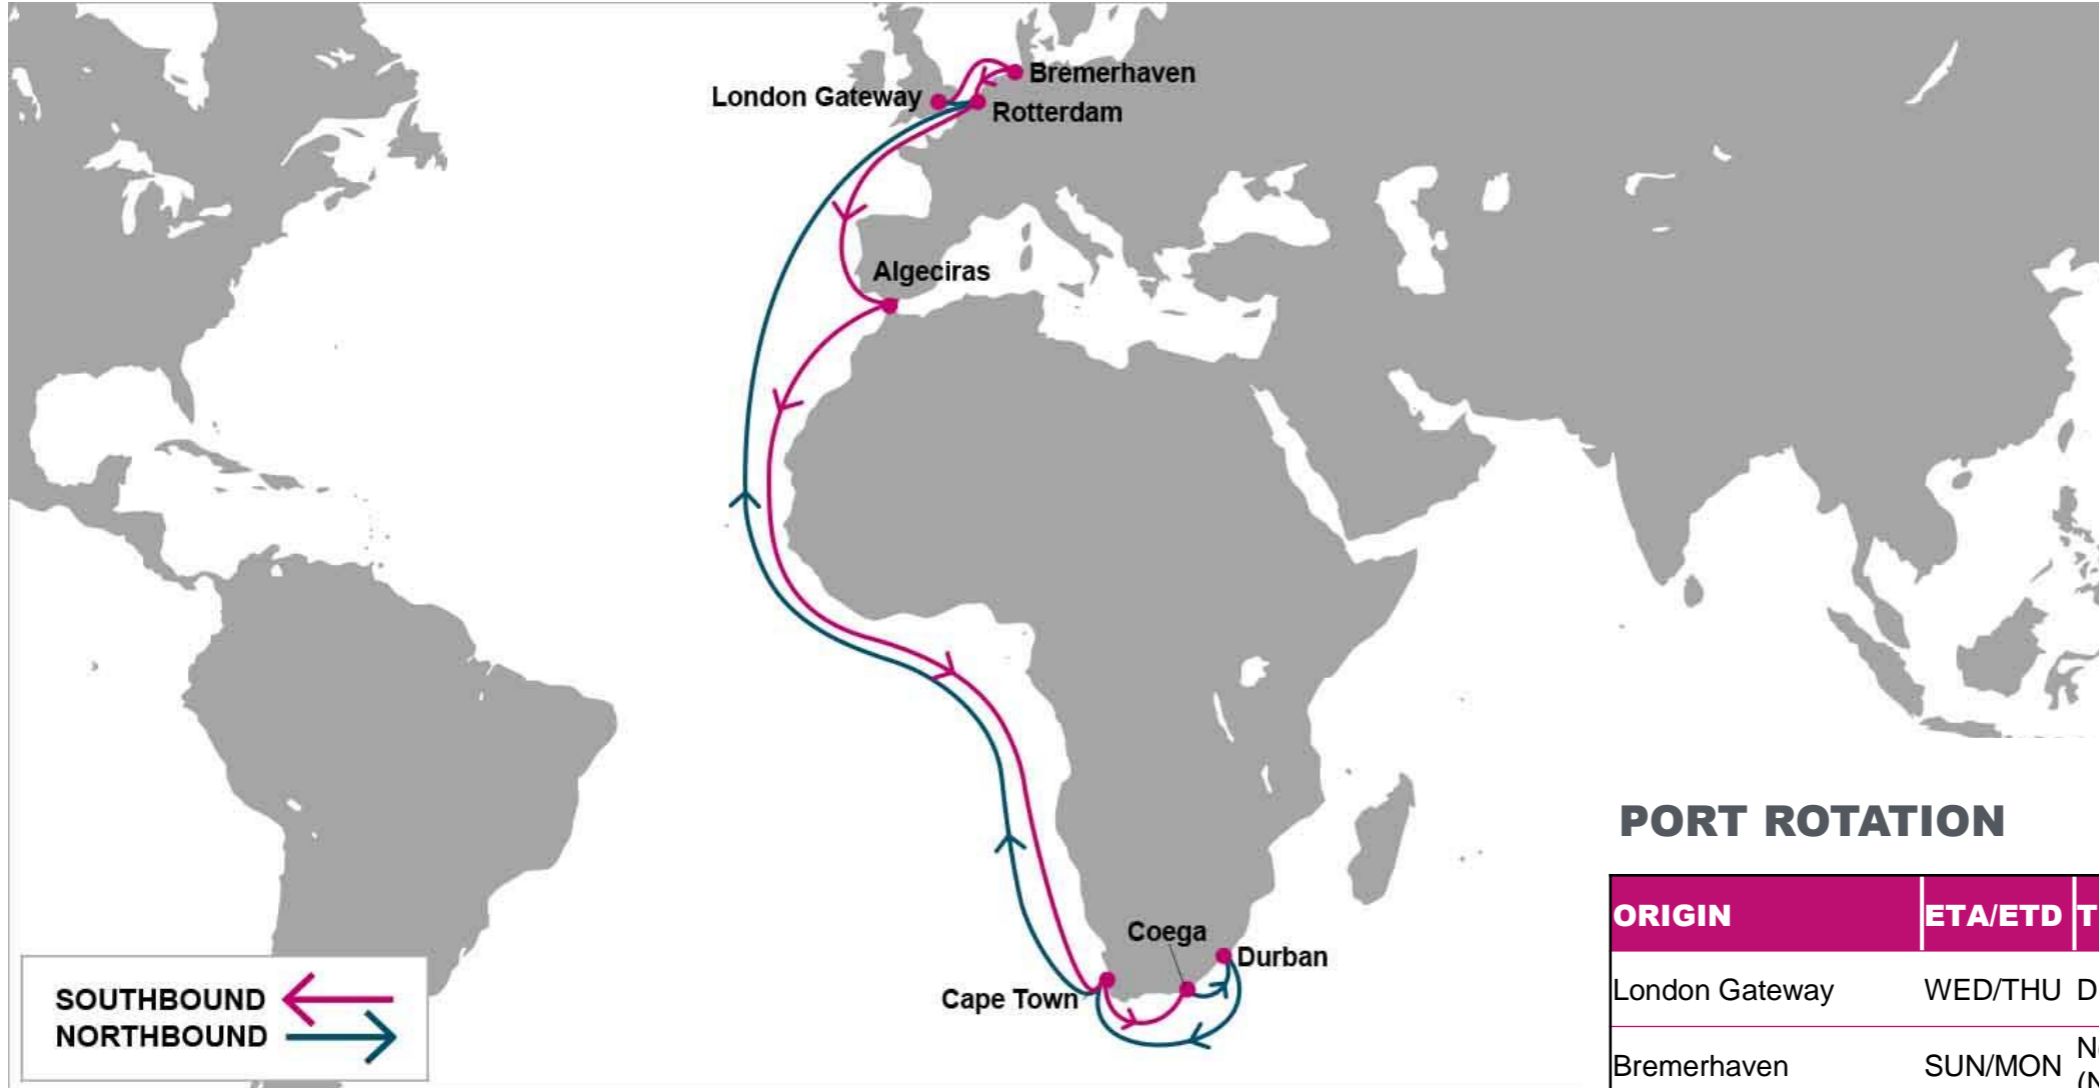 Bremerhaven
London Gateway
Rotterdam
Algeciras
Coega
Durban
Cape Town
SOUTHBOUND
NORTHBOUND
PORT ROTATION
ORIGIN ETA/ETD
London Gateway WED/THU
Bremerhaven SUN/MON